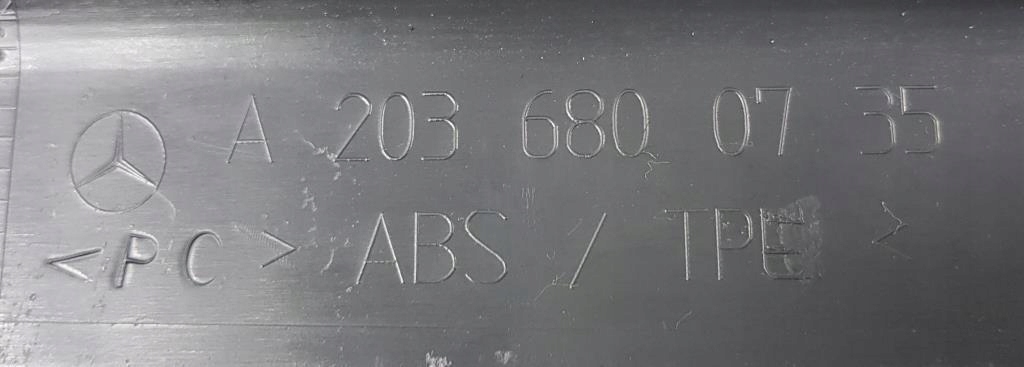 A 203 680 07 35
<PC> ABS / TPE >